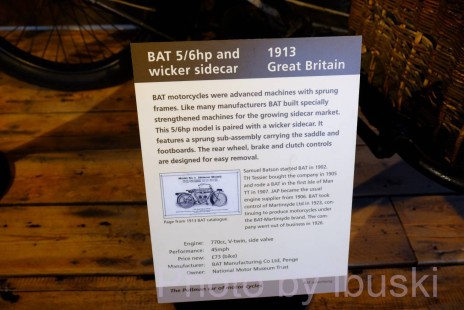 BAT 5/6hp and
wicker sidecar
1913
Great Britain
BAT motorcycles were advanced machines with sprung
frames. Like many manufacturers BAT built specially
strengthened machines for the growing sidecar market.
This 5/6hp model is paired with a wicker sidecar. It
features a sprung sub-assembly carrying the saddle and
footboards. The rear wheel, brake and clutch controls
are designed for easy removal.
Samuel Batson started BAT in 1902.
TH Tessier bought the company in 1905
and rode a BAT in the first Isle of Man
TT in 1907. JAP became the usual
engine supplier from 1908. BAT took
control of Martinsyde Ltd in 1923, con-
tinuing to produce motorcycles under
the BAT-Martinsyde brand. The com-
pany went out of business in 1926.
Page from 1913 BAT catalogue
Engine: 770cc, V-twin, side valve
Performance: 45mph
Price new: £73 (bike)
Manufacturer: BAT Manufacturing Co Ltd, Penge
Owner: National Motor Museum Trust
Photo by ibuski